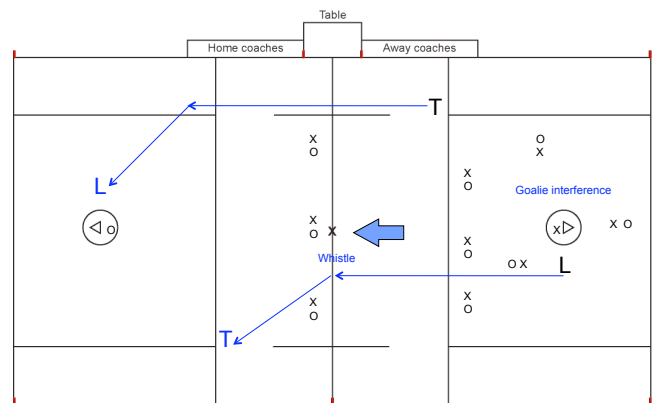 Table
Home coaches
Away coaches
T
X
O
O
X
X
O
L
Goalie interference
X
O
X
O
O
X
X
X O
X
O
Whistle
O X
L
X
O
X
O
T